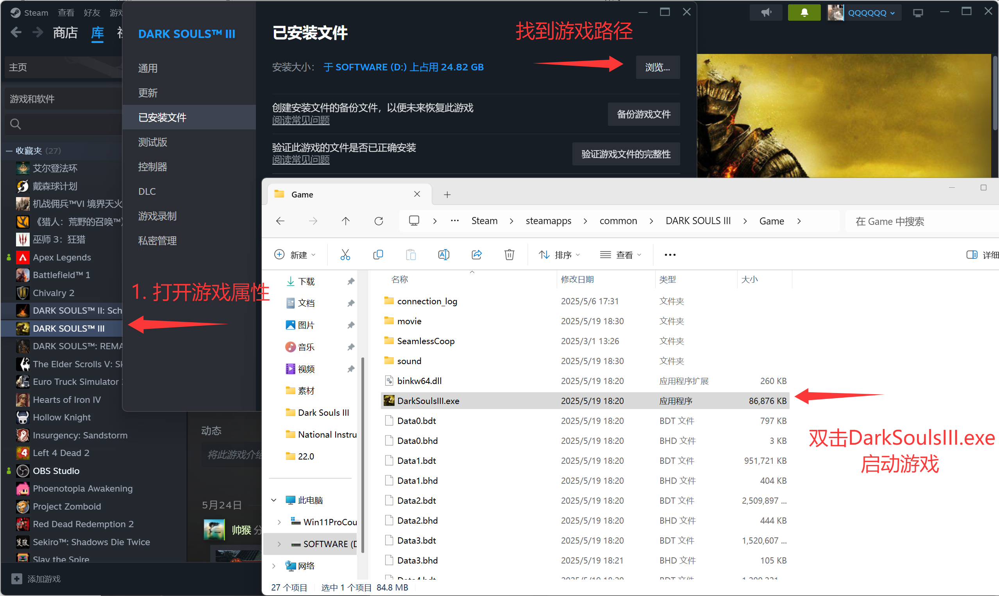 Steam 查看 好友 游戏
QQQQQQ
商店 库
主页
游戏和软件
收藏夹 (27)
艾尔登法环
戴森球计划
机战佣兵™VI 境界天火
《猎人：荒野的召唤™》
巫师 3：狂猎
Apex Legends
Battlefield™ 1
Chivalry 2
DARK SOULS™ II: Sch
DARK SOULS™ III
DARK SOULS™: REMA
The Elder Scrolls V: Sk
Euro Truck Simulator
Hearts of Iron IV
Hollow Knight
Insurgency: Sandstorm
Left 4 Dead 2
OBS Studio
Phoenotopia Awakening
Project Zomboid
Red Dead Redemption 2
Sekiro™: Shadows Die Twice
Slay the Spire
添加游戏
DARK SOULS™ III
通用
更新
已安装文件
测试版
控制器
DLC
游戏录制
私密管理
1. 打开游戏属性
已安装文件
找到游戏路径
安装大小： 于 SOFTWARE (D:) 上占用 24.82 GB
浏览...
创建安装文件的备份文件，以便未来恢复此游戏
阅读常见问题
备份游戏文件
验证此游戏的文件是否已正确安装
阅读常见问题
验证游戏文件的完整性
动态
将此游戏介绍
5月24日
帅猴 分
Game
… Steam > steamapps > common > DARK SOULS III > Game >
在 Game 中搜索
新建 排序 查看 ••• 详细
下载
文档
图片
音乐
视频
素材
Dark Souls III
National Instru
22.0
此电脑
Win11ProCou
SOFTWARE (D
网络
名称 修改日期 类型 大小
connection_log 2025/5/6 17:31 文件夹
movie 2025/5/19 18:30 文件夹
SeamlessCoop 2025/3/1 13:26 文件夹
sound 2025/5/19 18:30 文件夹
binkw64.dll 2025/5/19 18:20 应用程序扩展 260 KB
DarkSoulsIII.exe 2025/5/19 18:20 应用程序 86,876 KB
Data0.bdt 2025/5/19 18:20 BDT 文件 797 KB
Data0.bhd 2025/5/19 18:20 BHD 文件 3 KB
Data1.bdt 2025/5/19 18:20 BDT 文件 951,721 KB
Data1.bhd 2025/5/19 18:20 BHD 文件 404 KB
Data2.bdt 2025/5/19 18:20 BDT 文件 2,509,897 ...
Data2.bhd 2025/5/19 18:20 BHD 文件 444 KB
Data3.bdt 2025/5/19 18:20 BDT 文件 1,520,607 ...
Data3.bhd 2025/5/19 18:21 BHD 文件 105 KB
双击DarkSoulsIII.exe
启动游戏
27 个项目 选中 1 个项目 84.8 MB